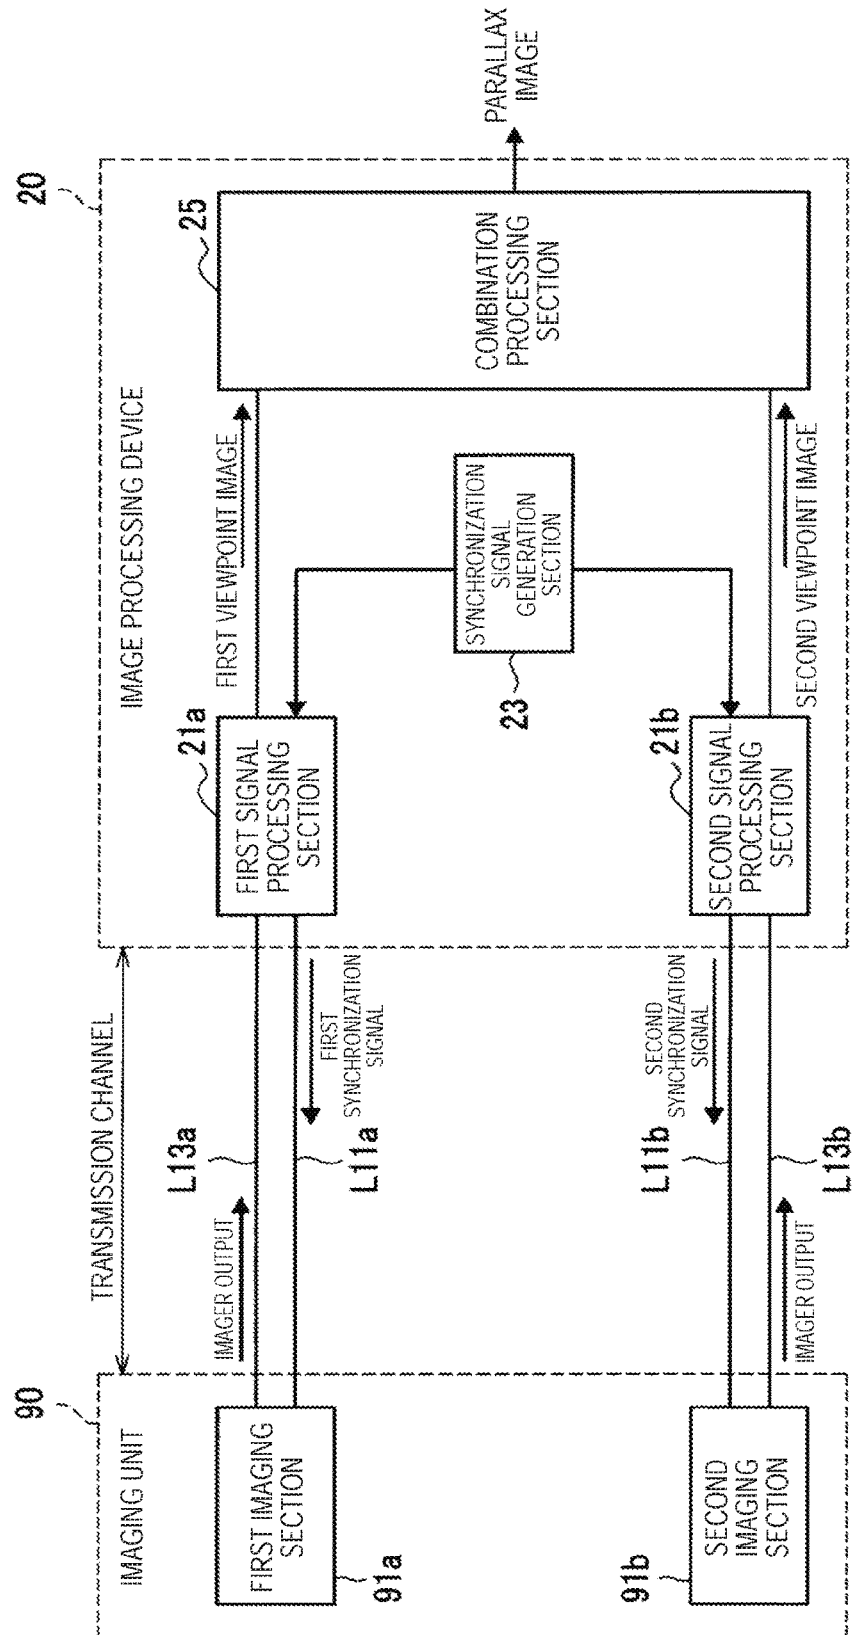 90
IMAGING UNIT
FIRST IMAGING
SECTION
91a
SECOND
IMAGING
SECTION
91b
TRANSMISSION CHANNEL
IMAGER OUTPUT
L13a
L11a
FIRST
SYNCHRONIZATION
SIGNAL
SECOND
SYNCHRONIZATION
SIGNAL
L11b
L13b
IMAGER OUTPUT
20
IMAGE PROCESSING DEVICE
21a
FIRST SIGNAL
PROCESSING
SECTION
21b
SECOND SIGNAL
PROCESSING
SECTION
FIRST VIEWPOINT IMAGE
SYNCHRONIZATION
SIGNAL
GENERATION
SECTION
23
SECOND VIEWPOINT IMAGE
25
COMBINATION
PROCESSING
SECTION
PARALLAX
IMAGE